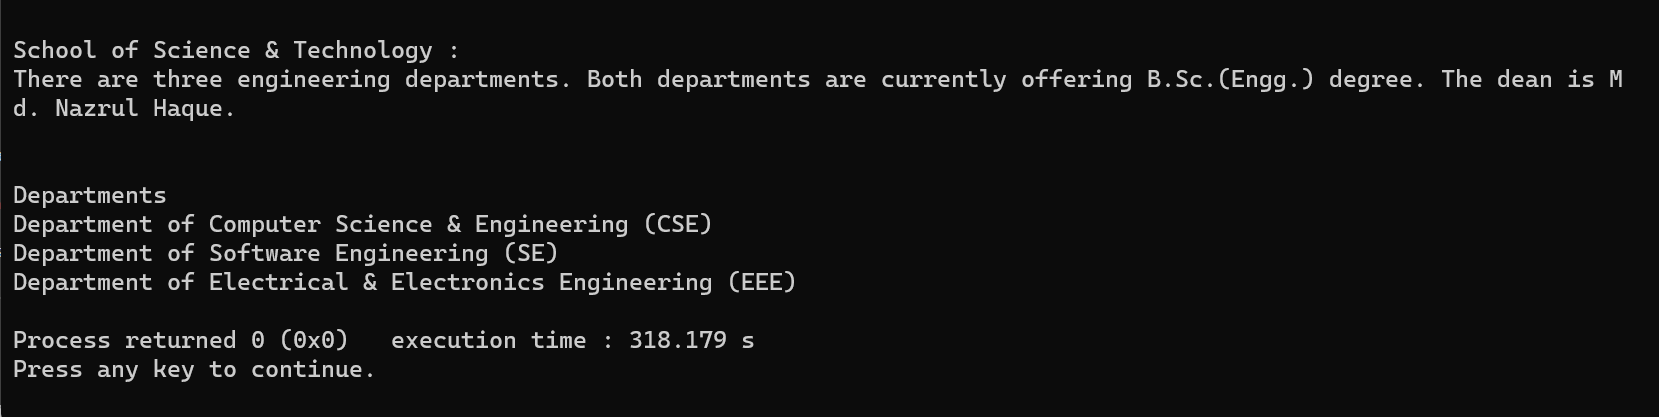 School of Science & Technology :
There are three engineering departments. Both departments are currently offering B.Sc.(Engg.) degree. The dean is M
d. Nazrul Haque.
Departments
Department of Computer Science & Engineering (CSE)
Department of Software Engineering (SE)
Department of Electrical & Electronics Engineering (EEE)
Process returned 0 (0x0)   execution time : 318.179 s
Press any key to continue.